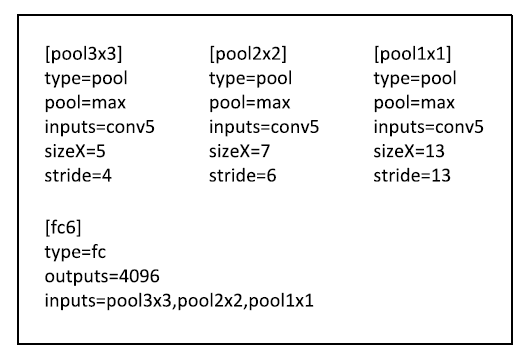 [pool3x3]
type=pool
pool=max
inputs=conv5
sizeX=5
stride=4
[pool2x2]
type=pool
pool=max
inputs=conv5
sizeX=7
stride=6
[pool1x1]
type=pool
pool=max
inputs=conv5
sizeX=13
stride=13
[fc6]
type=fc
outputs=4096
inputs=pool3x3,pool2x2,pool1x1